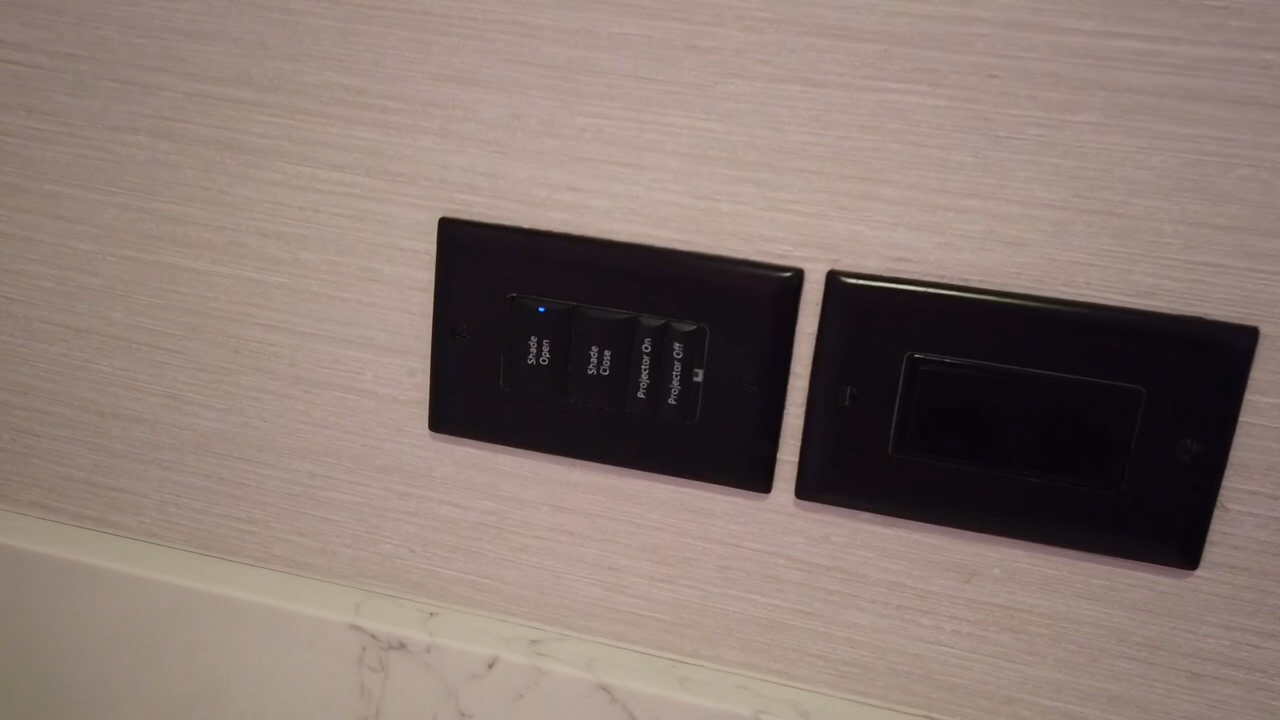 Shade
Open
Shade
Close
Projector On
Projector Off